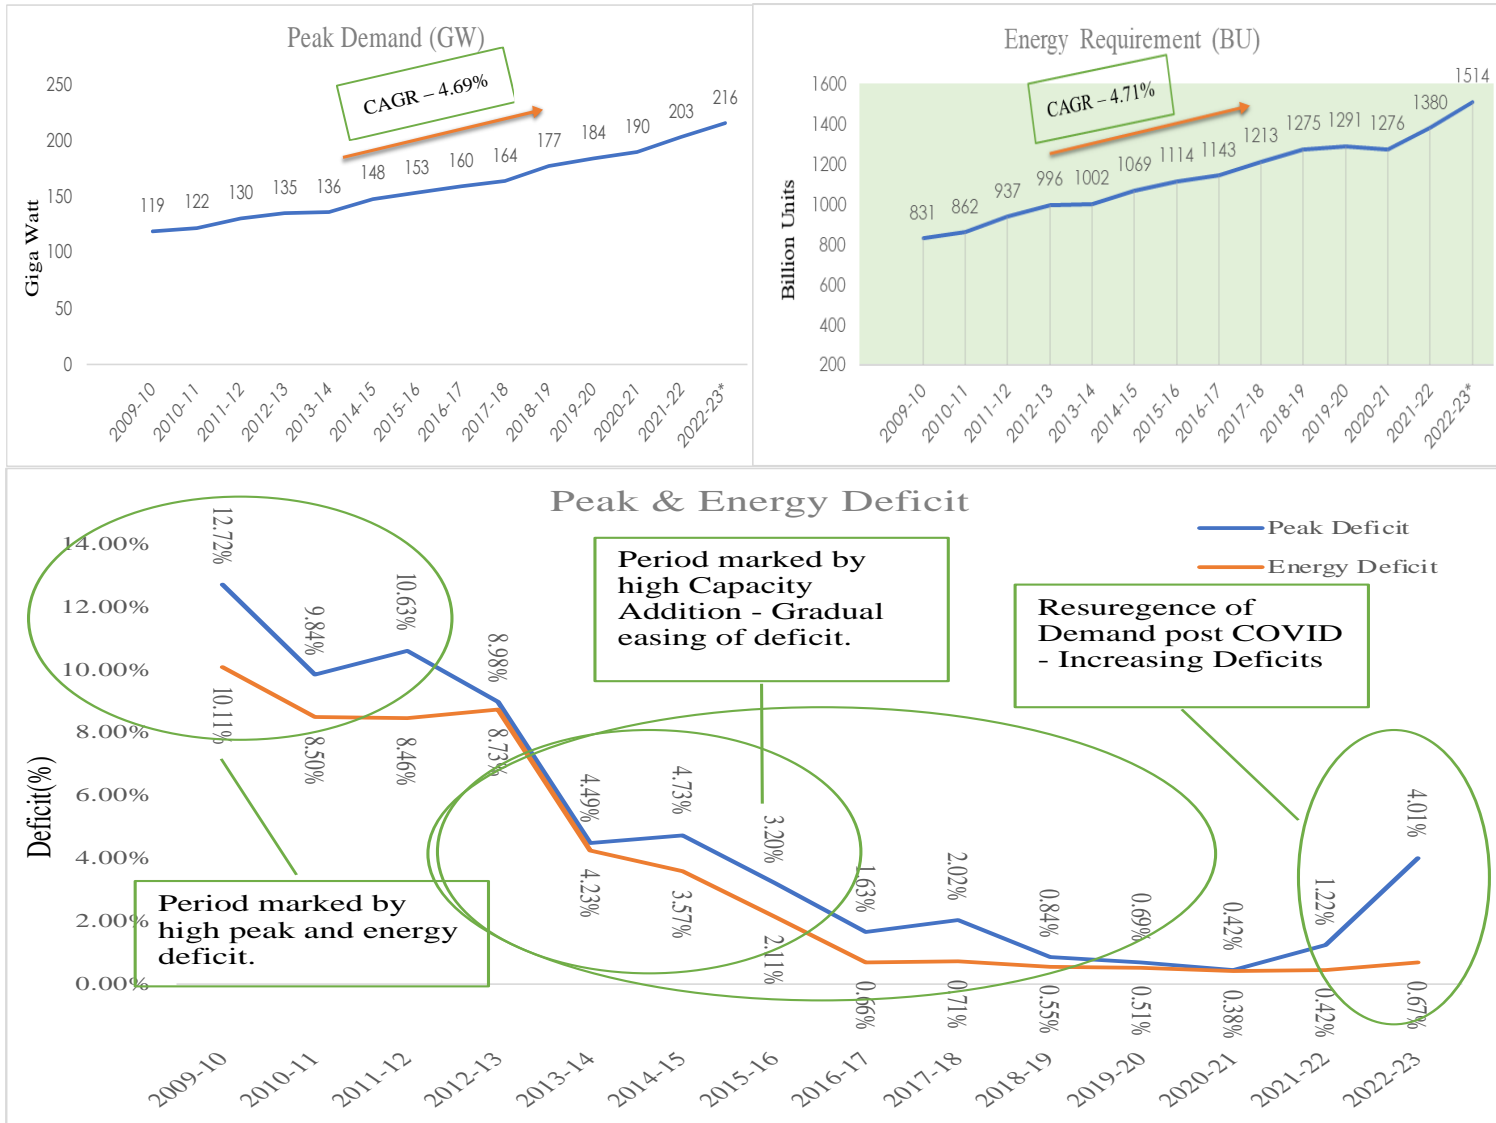 Peak Demand (GW)
CAGR – 4.69%
Giga Watt
250
200
150
100
50
0
119 122 130 135 136 148 153 160 164 177 184 190 203 216
2009-10 2010-11 2011-12 2012-13 2013-14 2014-15 2015-16 2016-17 2017-18 2018-19 2019-20 2020-21 2021-22 2022-23*
Energy Requirement (BU)
CAGR – 4.71%
Billion Units
1600
1400
1200
1000
800
600
400
200
831 862 937 996 1002 1069 1114 1143 1213 1275 1291 1276 1380 1514
2009-10 2010-11 2011-12 2012-13 2013-14 2014-15 2015-16 2016-17 2017-18 2018-19 2019-20 2020-21 2021-22 2022-23*
Peak & Energy Deficit
Peak Deficit
Energy Deficit
Deficit(%)
14.00%
12.00%
10.00%
8.00%
6.00%
4.00%
2.00%
0.00%
12.72% 9.84% 10.63% 8.98% 4.49% 4.73% 3.20% 1.63% 2.02% 0.84% 0.69% 0.42% 1.22% 4.01%
10.11% 8.50% 8.46% 8.73% 4.23% 3.57% 2.11% 0.66% 0.71% 0.55% 0.51% 0.38% 0.42% 0.67%
Period marked by
high Capacity
Addition - Gradual
easing of deficit.
Resuregence of
Demand post COVID
- Increasing Deficits
Period marked by
high peak and energy
deficit.
2009-10 2010-11 2011-12 2012-13 2013-14 2014-15 2015-16 2016-17 2017-18 2018-19 2019-20 2020-21 2021-22 2022-23